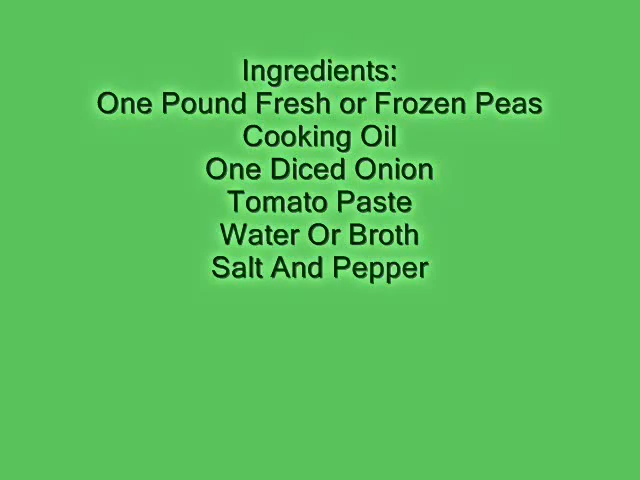 Ingredients:
One Pound Fresh or Frozen Peas
Cooking Oil
One Diced Onion
Tomato Paste
Water Or Broth
Salt And Pepper